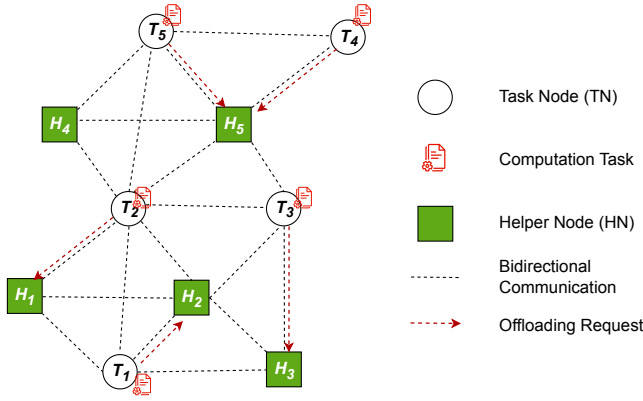 T5
T4
Task Node (TN)
H4
H5
Computation Task
T2
T3
Helper Node (HN)
H1
H2
Bidirectional
Communication
Offloading Request
T1
H3